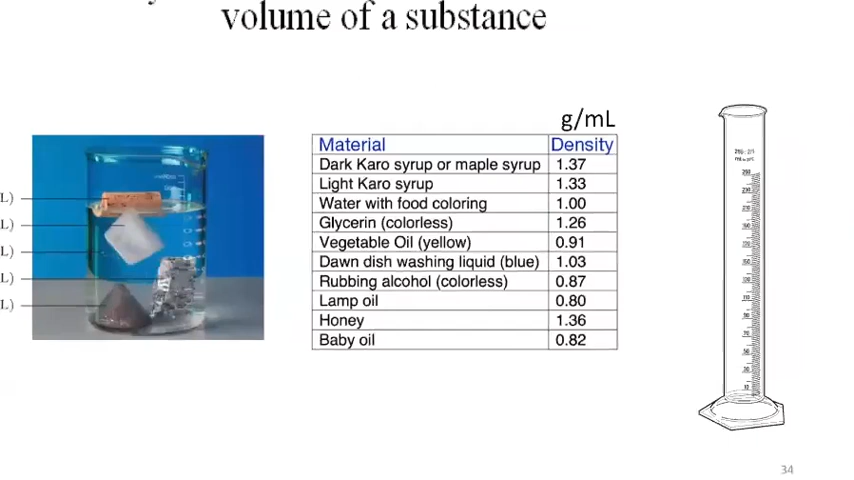 volume of a substance
g/mL
Material Density
Dark Karo syrup or maple syrup 1.37
Light Karo syrup 1.33
Water with food coloring 1.00
Glycerin (colorless) 1.26
Vegetable Oil (yellow) 0.91
Dawn dish washing liquid (blue) 1.03
Rubbing alcohol (colorless) 0.87
Lamp oil 0.80
Honey 1.36
Baby oil 0.82
L)
L)
L)
L)
L)
34